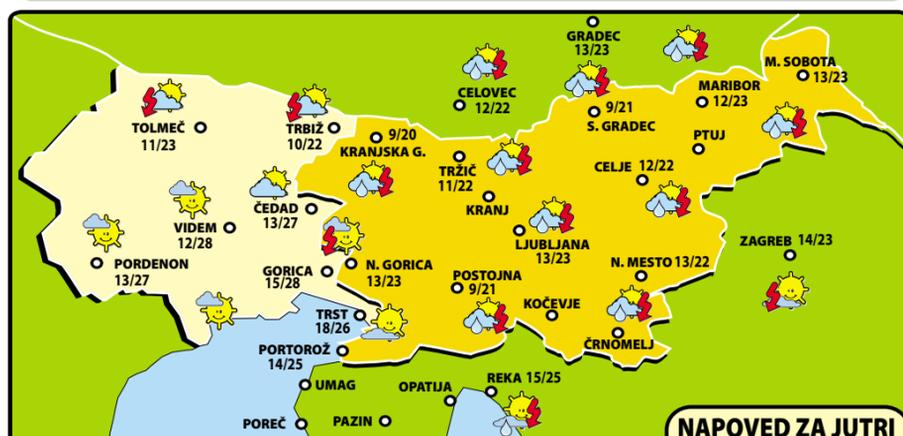 GRADEC
13/23
M. SOBOTA
13/23
CELOVEC
12/22
MARIBOR
12/23
9/21
S. GRADEC
TOLMEČ
11/23
TRBIŽ
10/22
9/20
KRANJSKA G.
PTUJ
TRŽIČ
11/22
CELJE 12/22
KRANJ
ČEDAD
13/27
VIDEM
12/28
LJUBLJANA
13/23
ZAGREB 14/23
PORDENON
13/27
GORICA
15/28
N. GORICA
13/23
POSTOJNA
9/21
N. MESTO 13/22
KOČEVJE
TRST
18/26
ČRNOMELJ
PORTOROŽ
14/25
UMAG
OPATIJA
REKA 15/25
POREČ
PAZIN
NAPOVED ZA JUTRI